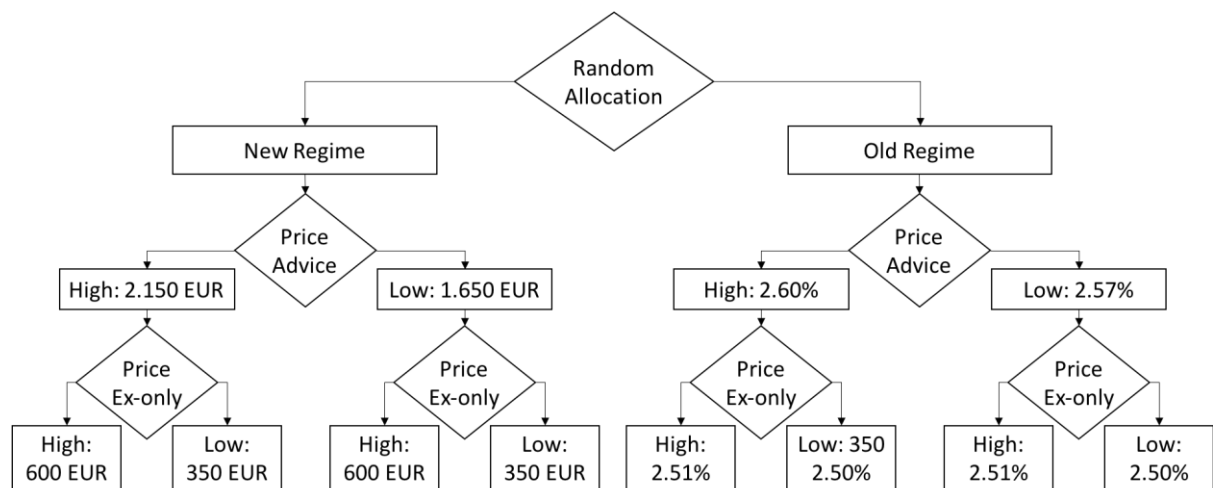 Random
Allocation
New Regime
Old Regime
Price
Advice
Price
Advice
High: 2.150 EUR
Low: 1.650 EUR
High: 2.60%
Low: 2.57%
Price
Ex-only
Price
Ex-only
Price
Ex-only
Price
Ex-only
High:
600 EUR
Low:
350 EUR
High:
600 EUR
Low:
350 EUR
High:
2.51%
Low: 350
2.50%
High:
2.51%
Low:
2.50%